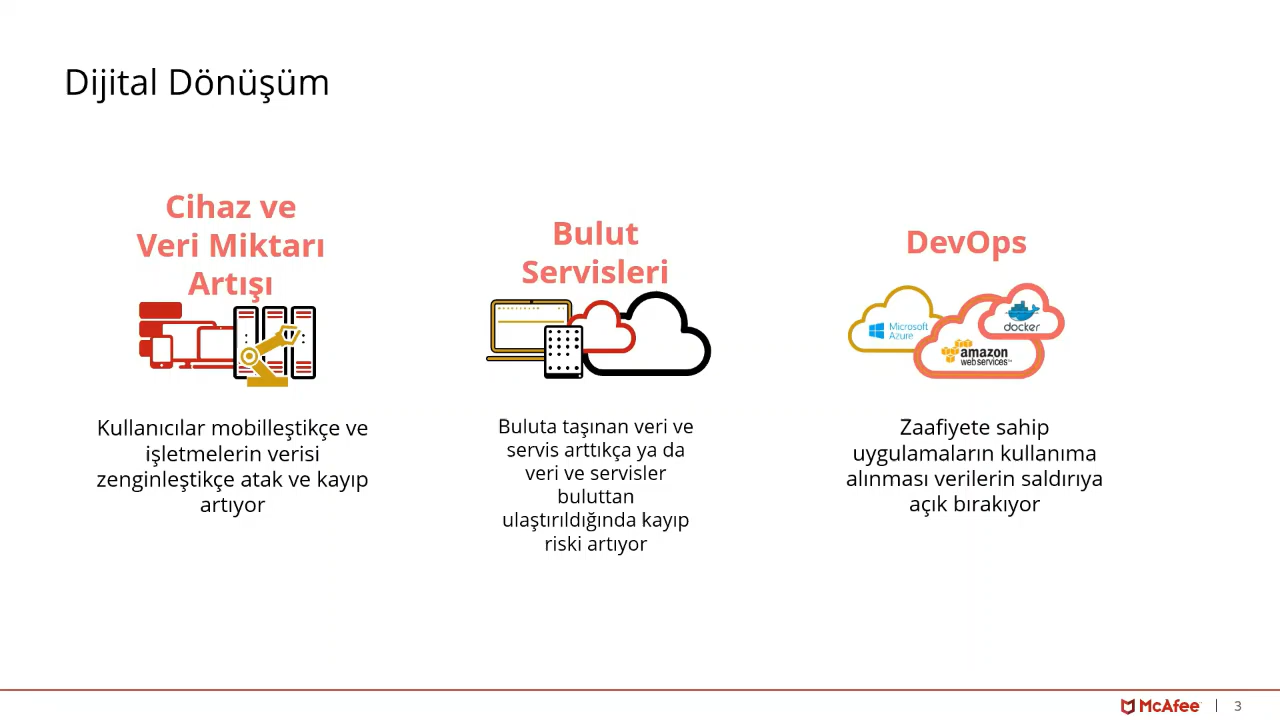 Dijital Dönüşüm
Cihaz ve
Veri Miktarı
Artışı
Kullanıcılar mobilleştikçe ve
işletmelerin verisi
zenginleştikçe atak ve kayıp
artıyor
Bulut
Servisleri
Buluta taşınan veri ve
servis arttıkça ya da
veri ve servisler
buluttan
ulaştırıldığında kayıp
riski artıyor
DevOps
Microsoft
Azure
docker
amazon
web services™
Zaafiyete sahip
uygulamaların kullanıma
alınması verilerin saldırıya
açık bırakıyor
McAfee | 3